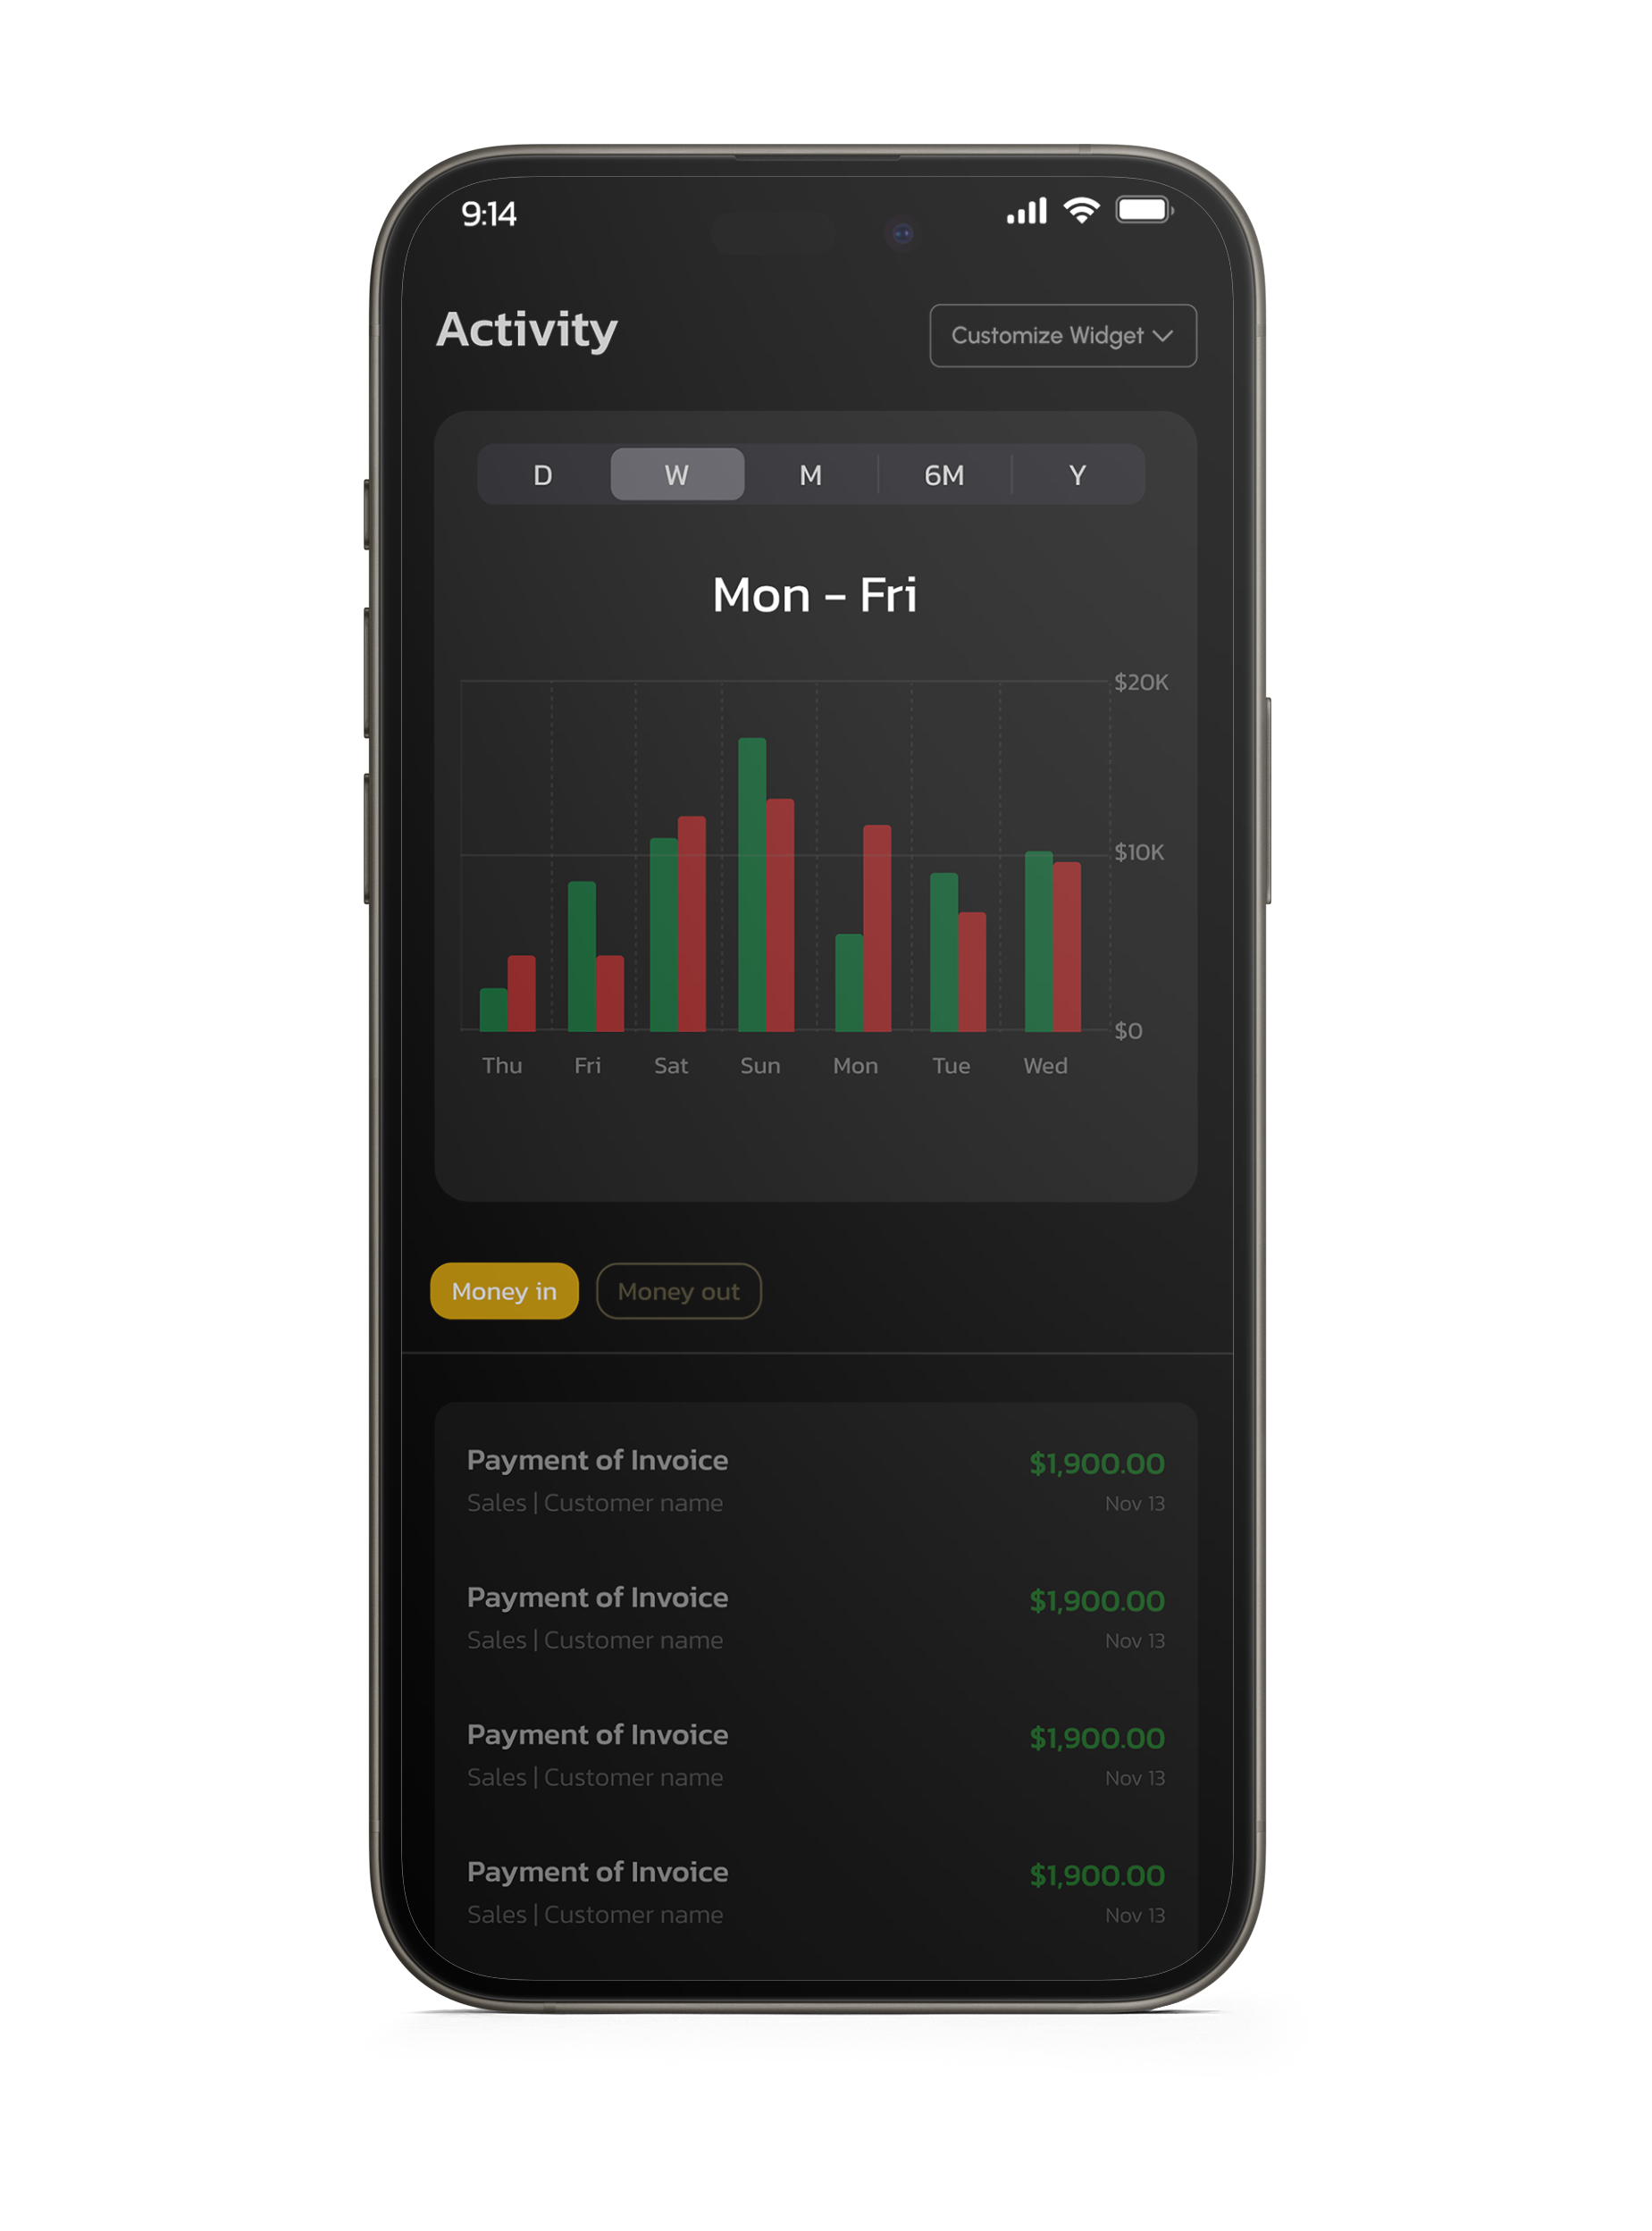 9:14
Activity
Customize Widget
D W M 6M Y
Mon – Fri
$20K
$10K
$0
Thu Fri Sat Sun Mon Tue Wed
Money in Money out
Payment of Invoice $1,900.00
Sales | Customer name Nov 13
Payment of Invoice $1,900.00
Sales | Customer name Nov 13
Payment of Invoice $1,900.00
Sales | Customer name Nov 13
Payment of Invoice $1,900.00
Sales | Customer name Nov 13